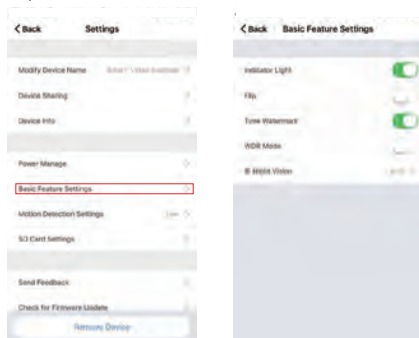 Back Settings
Modify Device Name
Device Sharing
Device Info
Power Manage
Basic Feature Settings
Motion Detection Settings Low
SD Card Settings
Send Feedback
Check for Firmware Update
Remove Device
Back Basic Feature Settings
Indicator Light
Flip
Time Watermark
WDR Mode
IR Night Vision